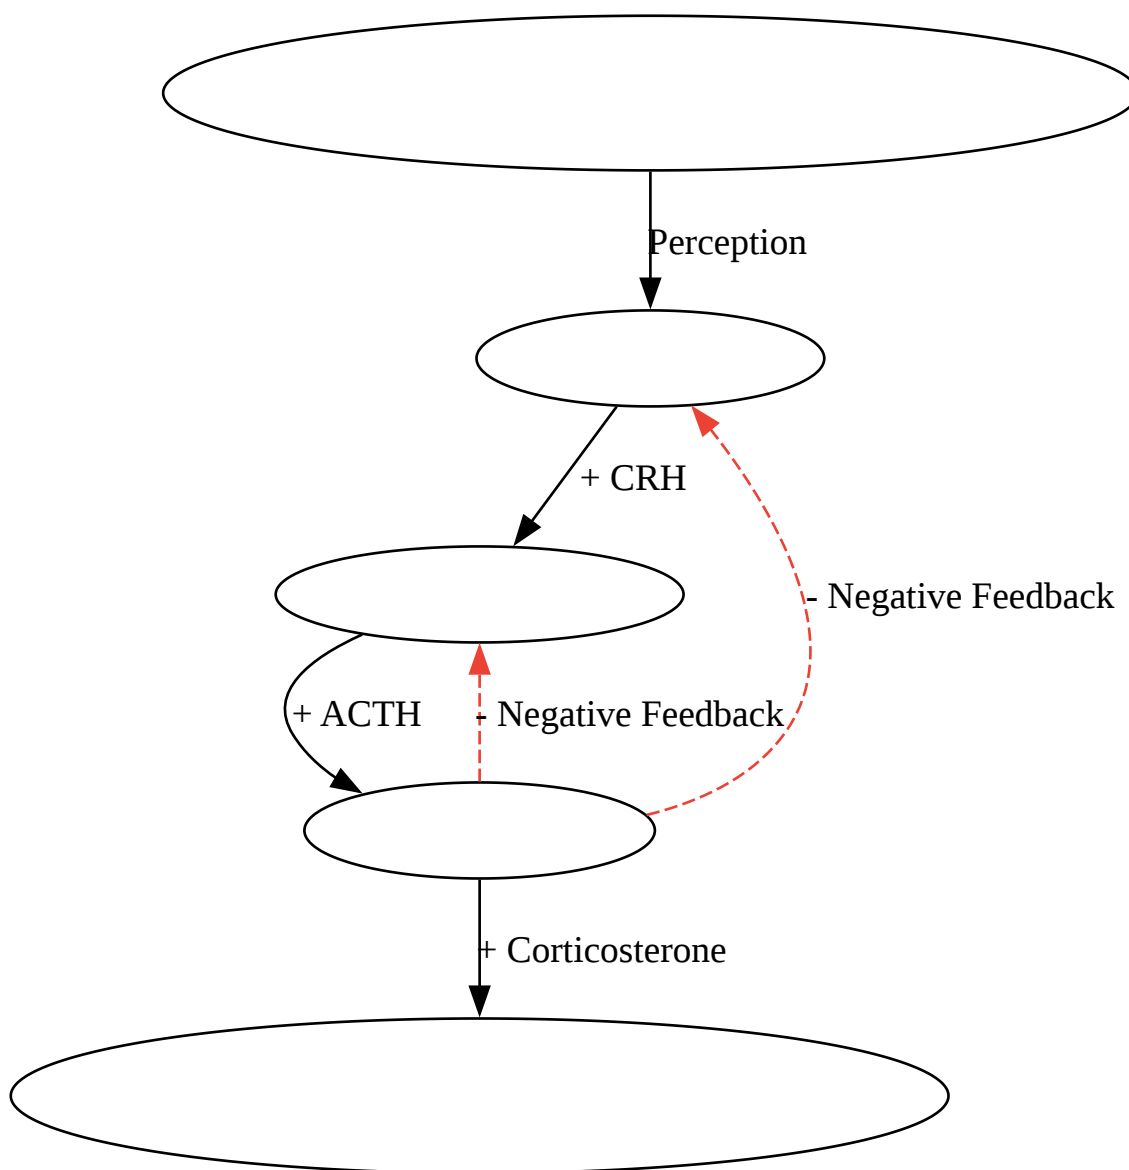 Perception
+ CRH
- Negative Feedback
+ ACTH
- Negative Feedback
+ Corticosterone